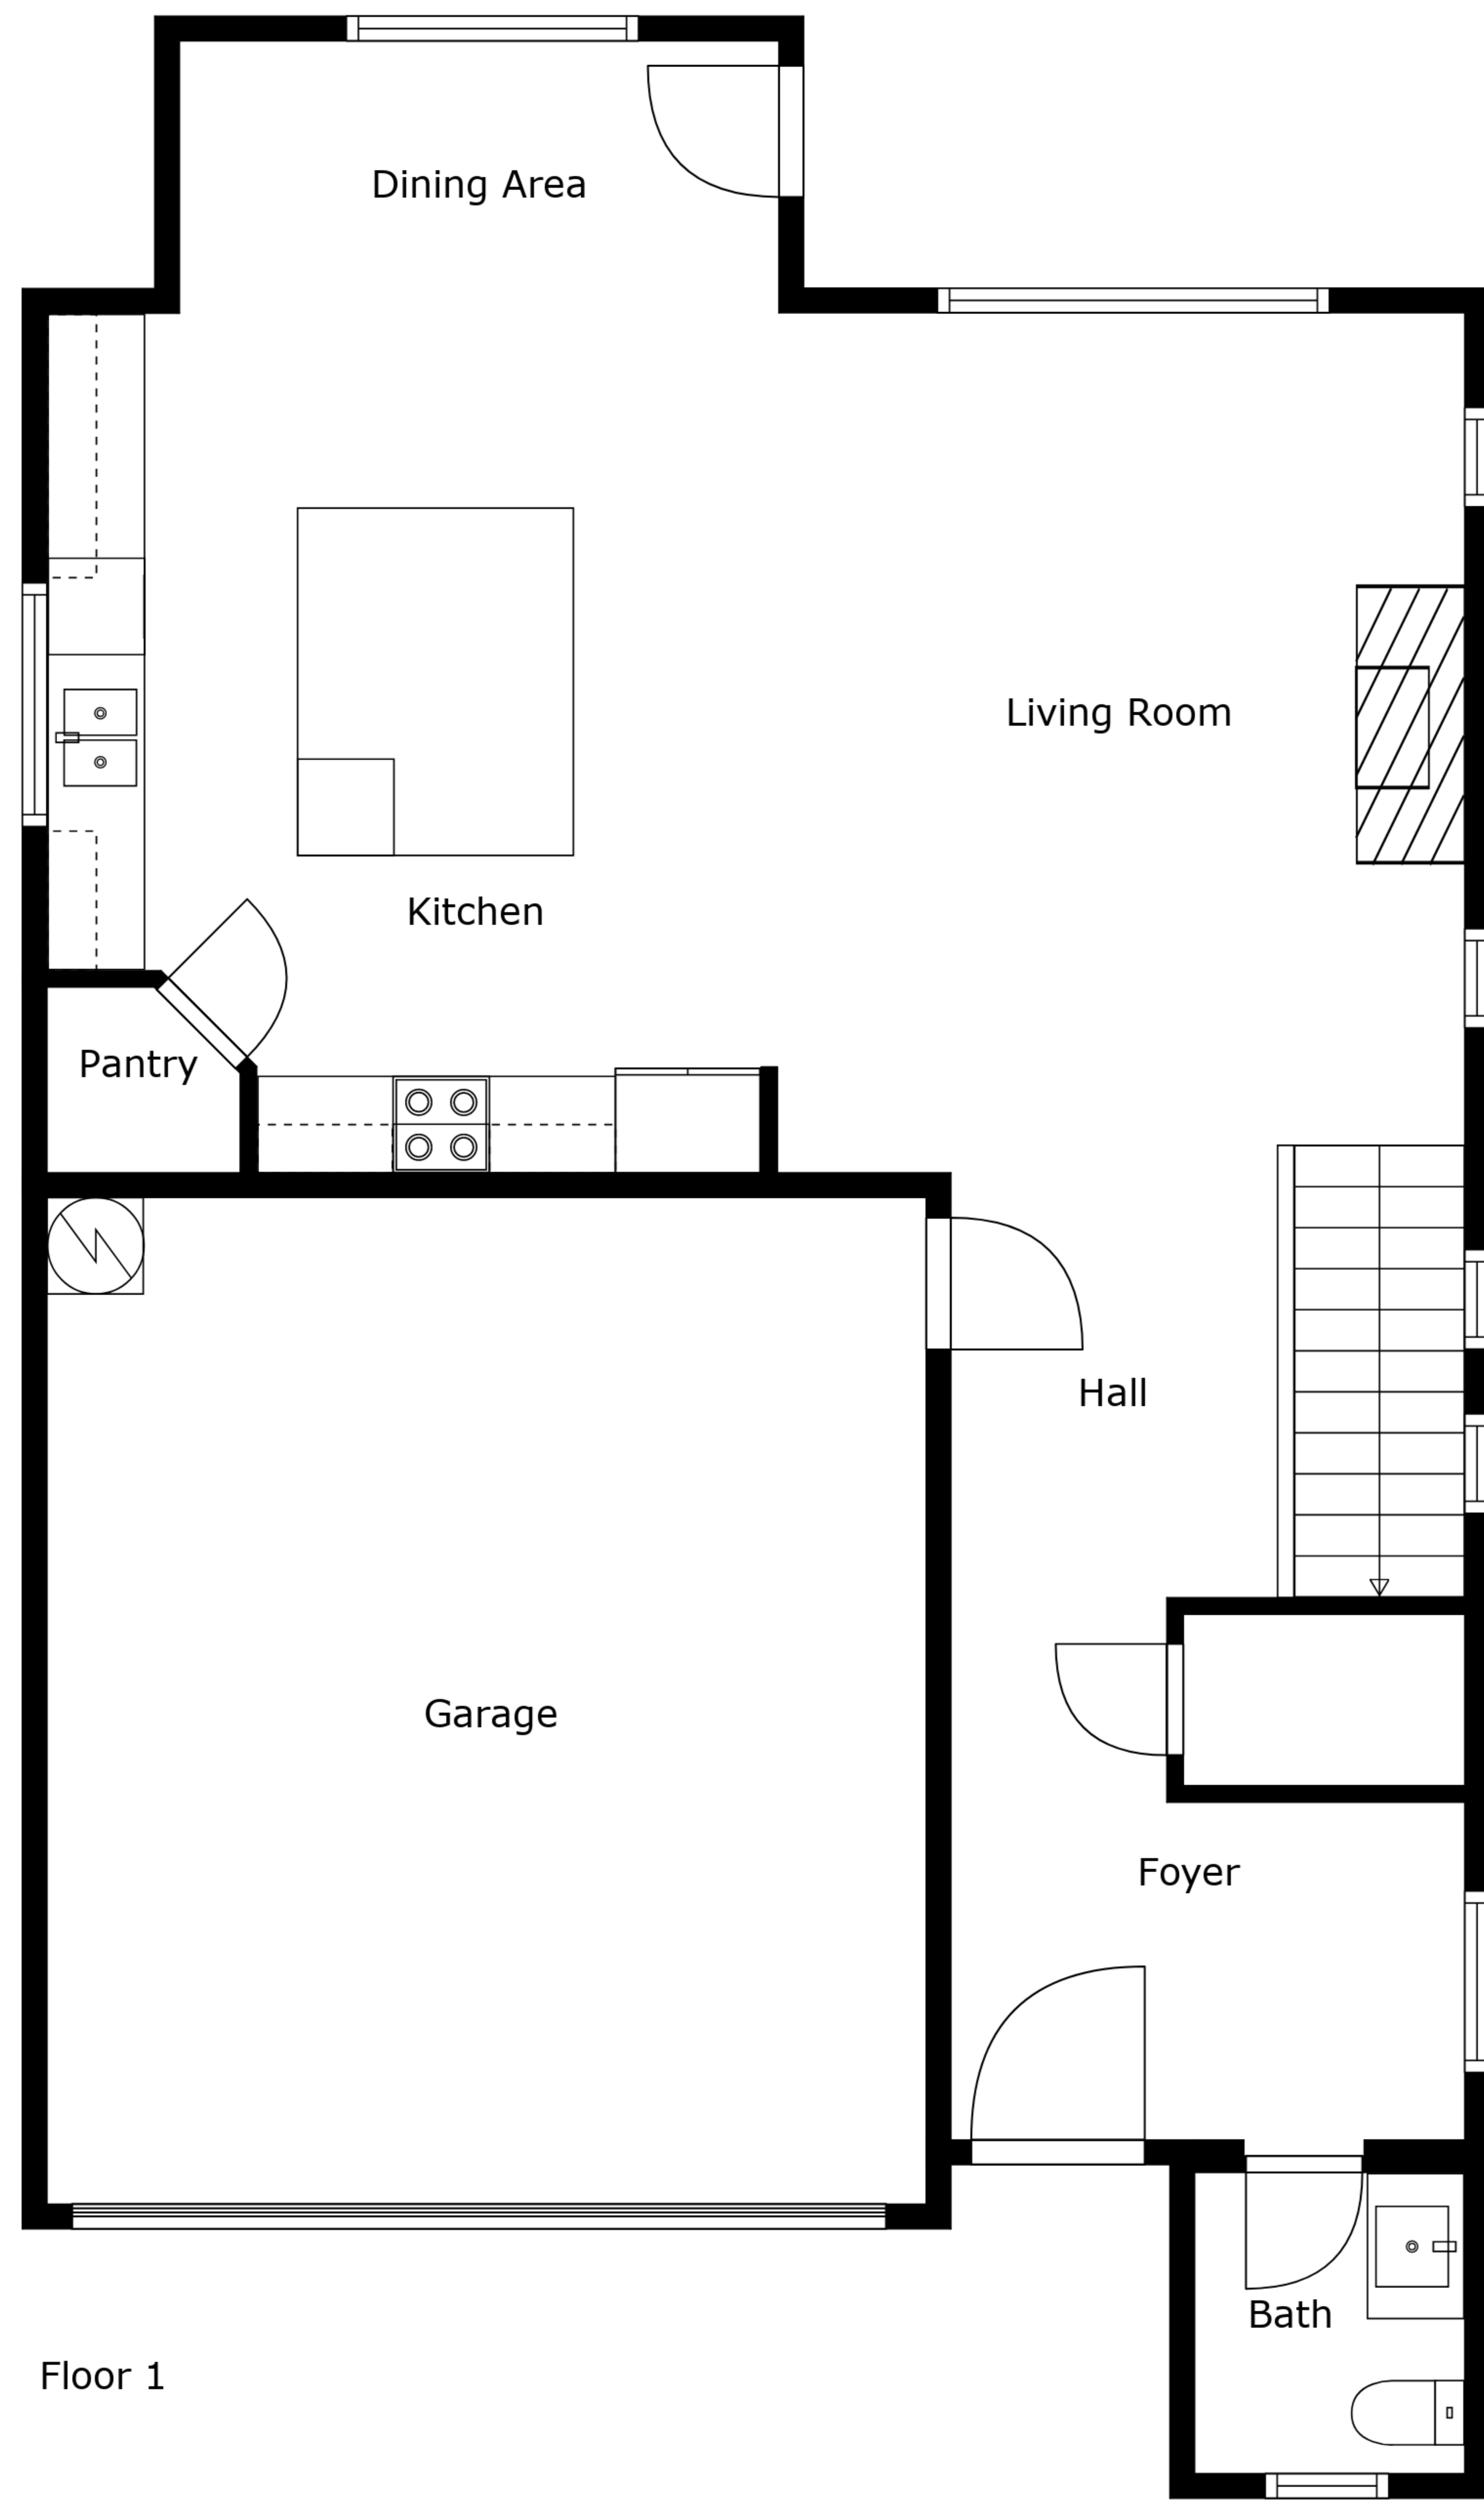 Dining Area
Living Room
Kitchen
Pantry
Hall
Garage
Foyer
Bath
Floor 1